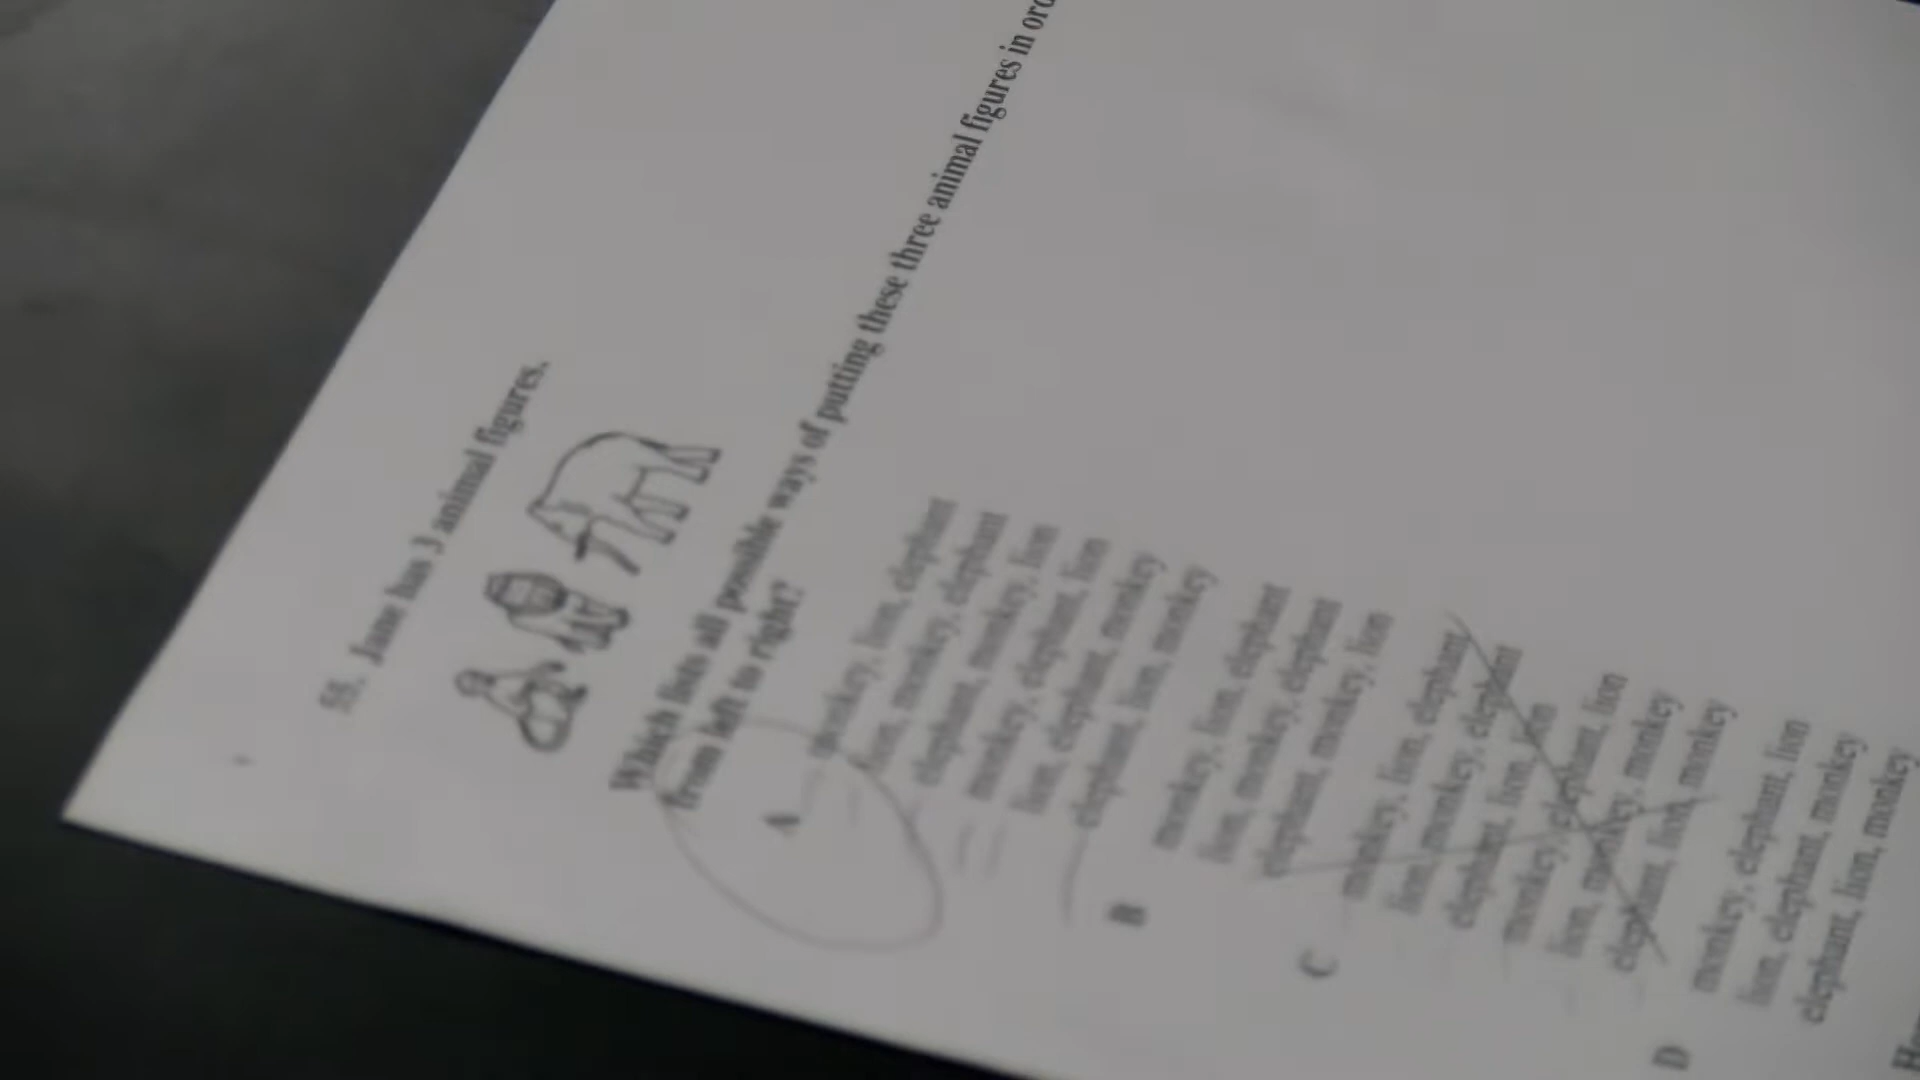 55. Jane has 3 animal figures.
Which lists all possible ways of putting these three animal figures in
from left to right?
A monkey, lion, elephant
lion, monkey, elephant
elephant, monkey, lion
monkey, elephant, lion
lion, elephant, monkey
elephant, lion, monkey
B monkey, lion, elephant
lion, monkey, elephant
elephant, monkey, lion
C monkey, lion, elephant
lion, monkey, elephant
elephant, lion, lion
monkey, elephant, lion
lion, monkey, monkey
elephant, lion, monkey
D monkey, elephant, lion
lion, elephant, monkey
elephant, lion, monkey